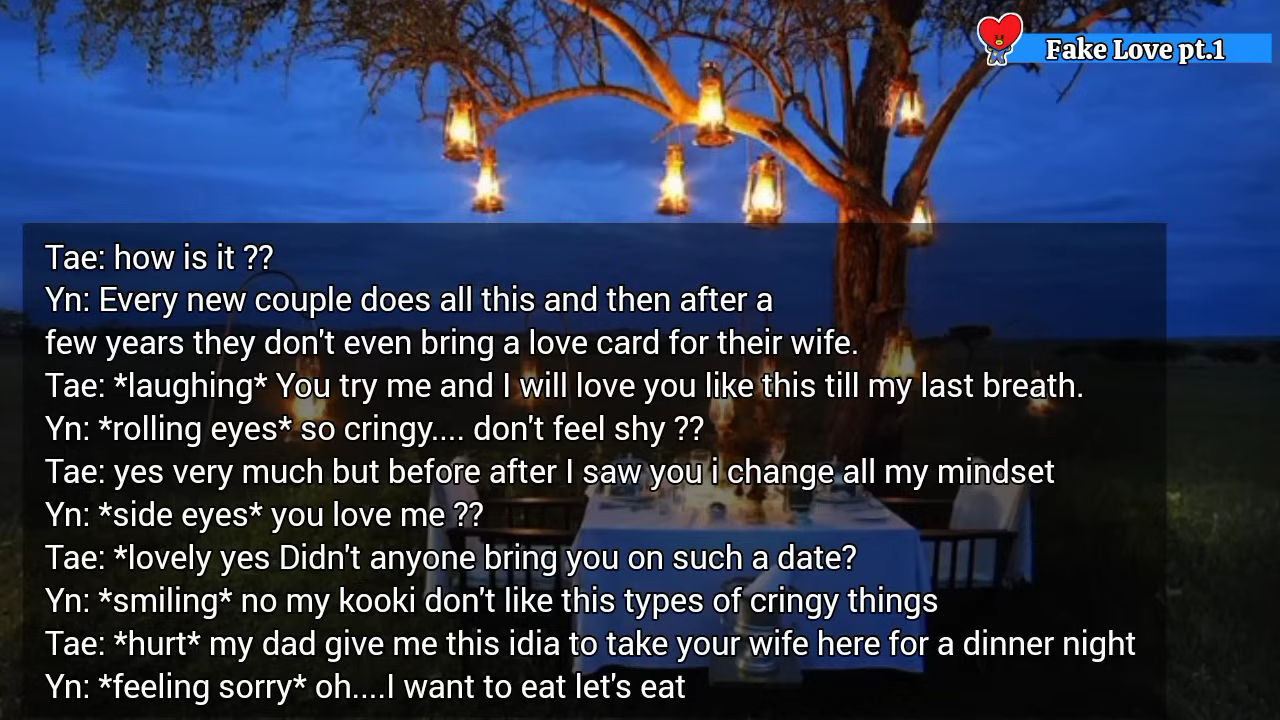 Fake Love pt.1
Tae: how is it ??
Yn: Every new couple does all this and then after a
few years they don't even bring a love card for their wife.
Tae: *laughing* You try me and I will love you like this till my last breath.
Yn: *rolling eyes* so cringy.... don't feel shy ??
Tae: yes very much but before after I saw you i change all my mindset
Yn: *side eyes* you love me ??
Tae: *lovely yes Didn't anyone bring you on such a date?
Yn: *smiling* no my kooki don't like this types of cringy things
Tae: *hurt* my dad give me this idia to take your wife here for a dinner night
Yn: *feeling sorry* oh....I want to eat let's eat